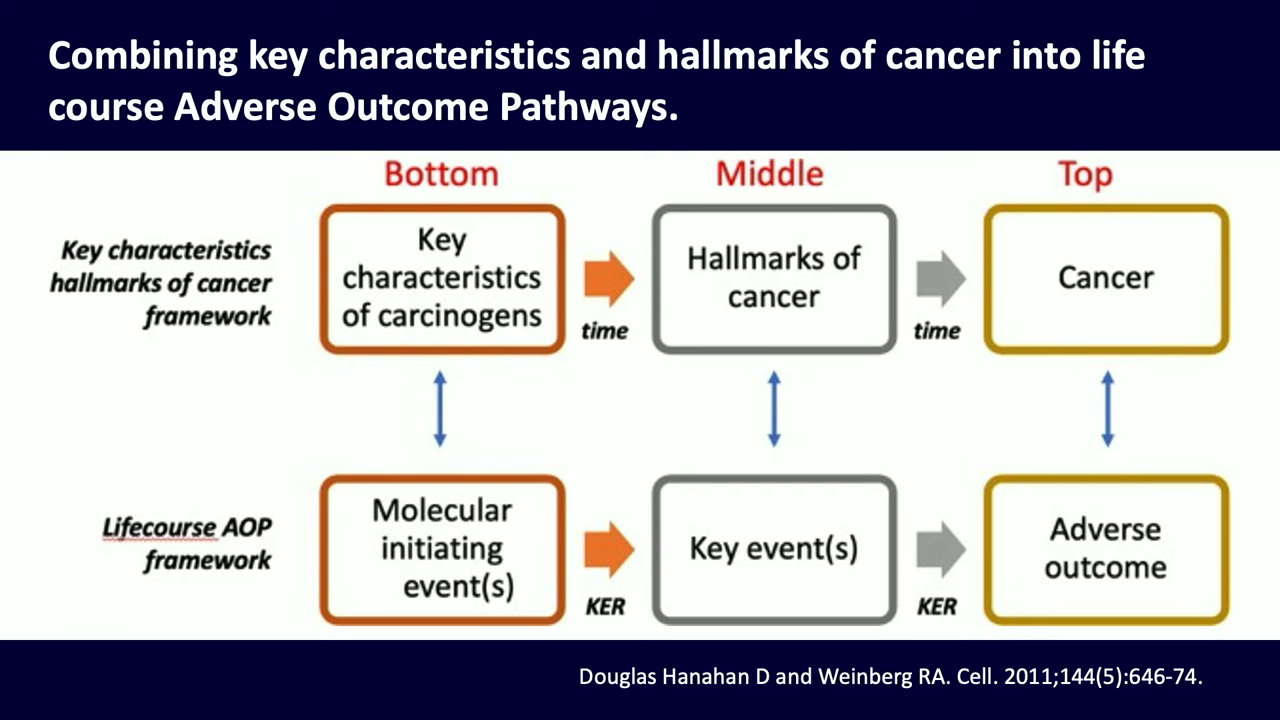 Combining key characteristics and hallmarks of cancer into life
course Adverse Outcome Pathways.
Bottom
Middle
Top
Key characteristics
hallmarks of cancer
framework
Key
characteristics
of carcinogens
time
Hallmarks of
cancer
time
Cancer
Lifecourse AOP
framework
Molecular
initiating
event(s)
KER
Key event(s)
KER
Adverse
outcome
Douglas Hanahan D and Weinberg RA. Cell. 2011;144(5):646-74.